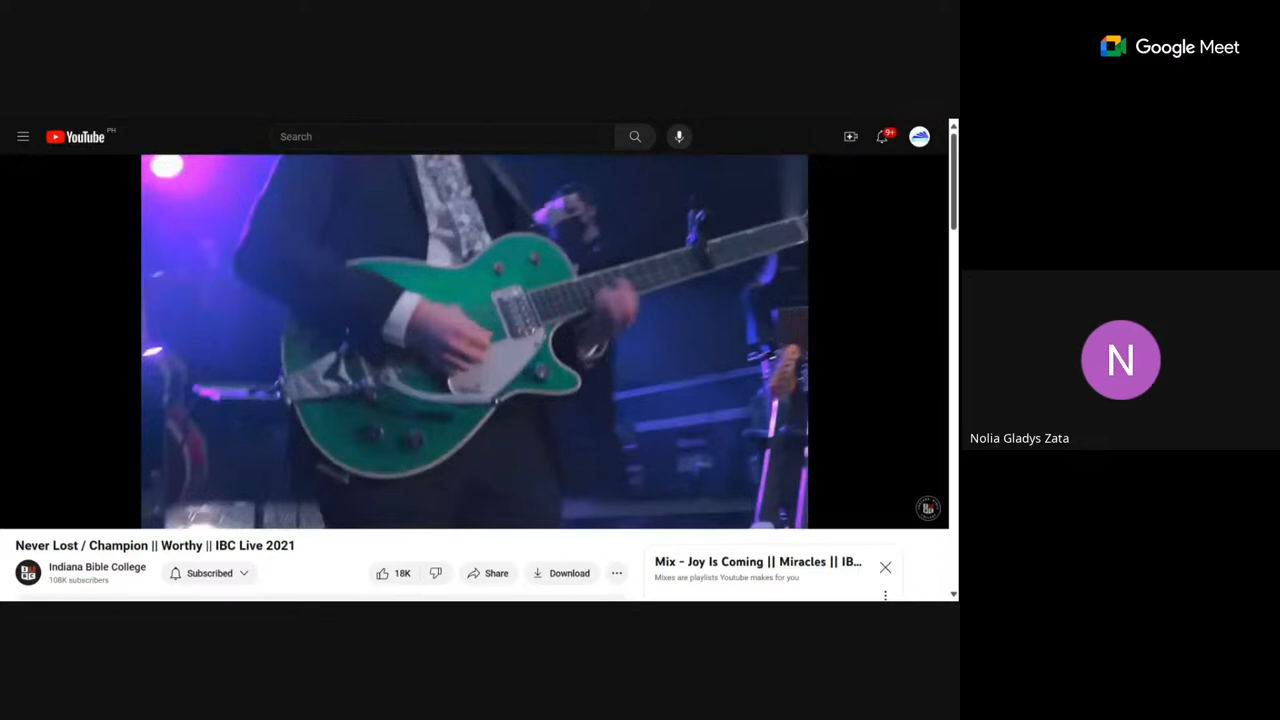 Google Meet
YouTube PH
Search
9+
Never Lost / Champion || Worthy || IBC Live 2021
Indiana Bible College
108K subscribers
Subscribed
18K
Share
Download
Mix - Joy Is Coming || Miracles || IB...
Mixes are playlists Youtube makes for you
N
Nolia Gladys Zata